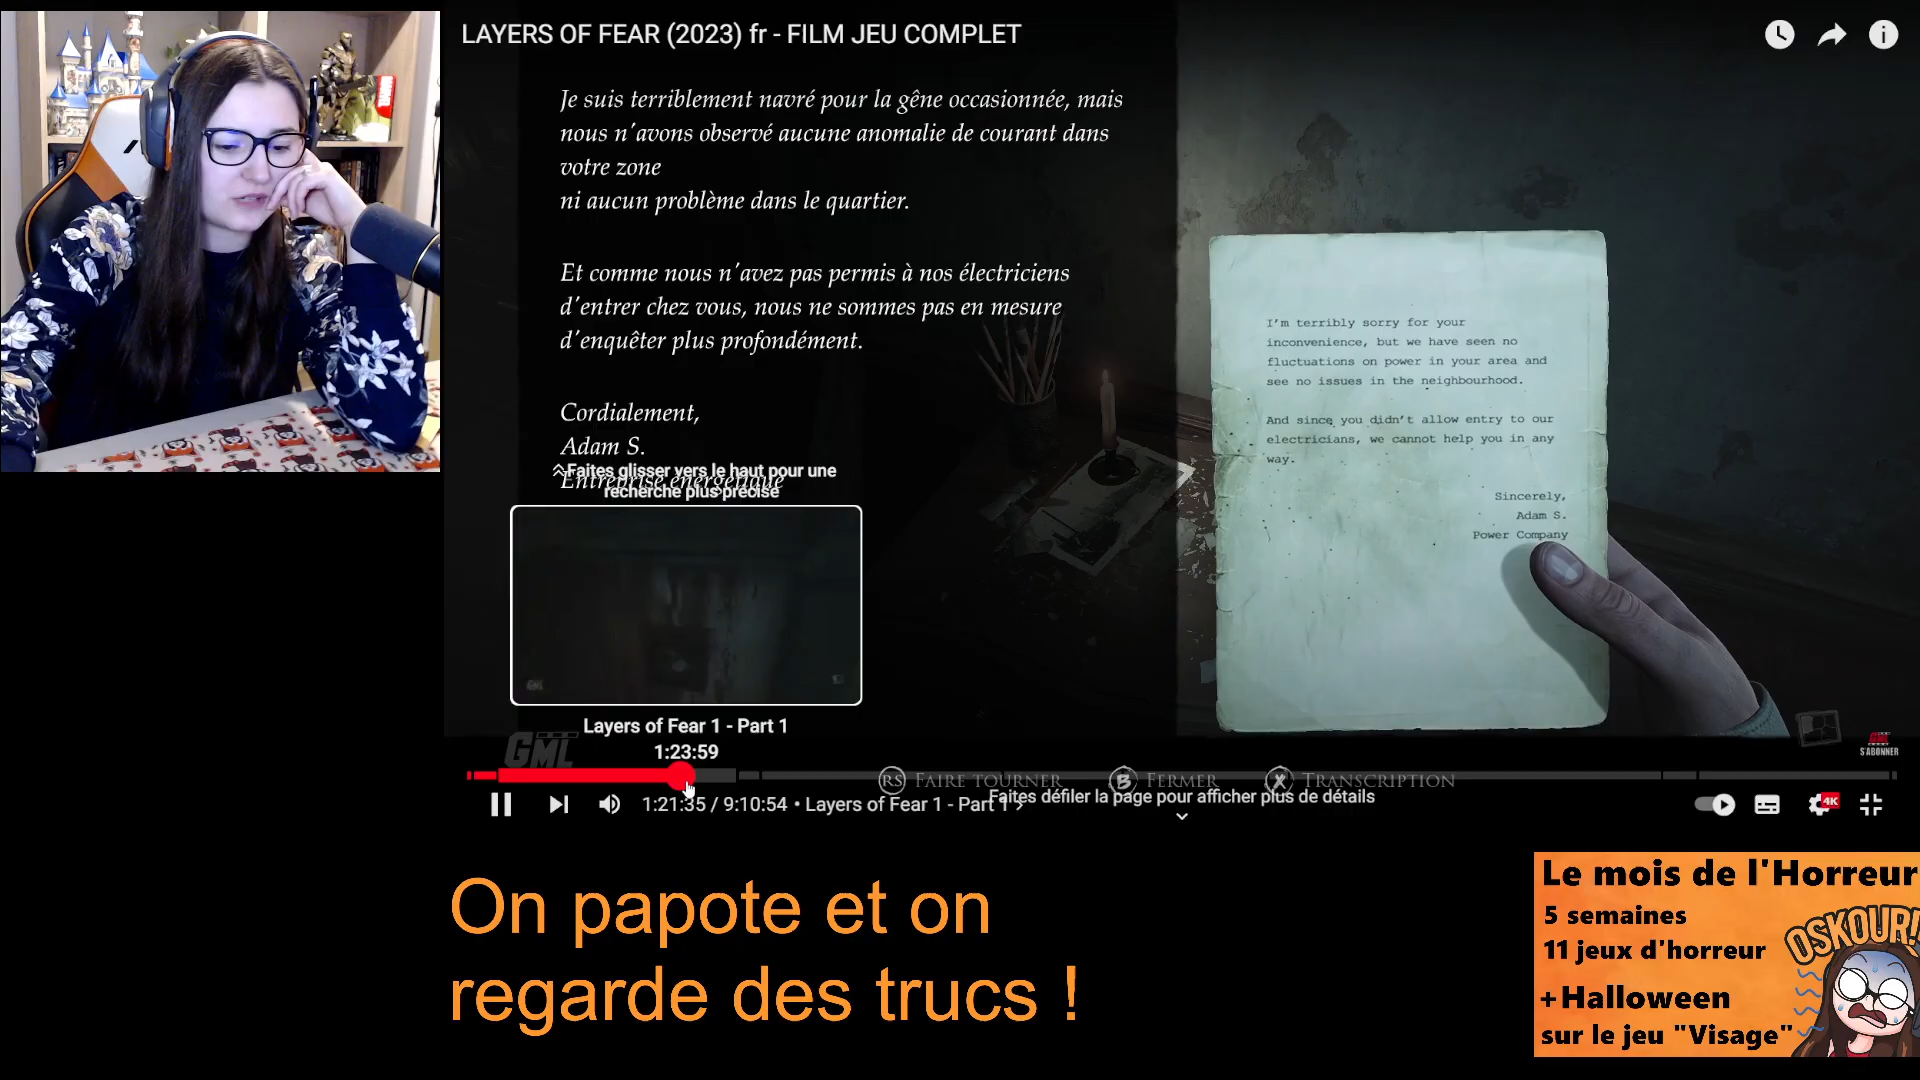 LAYERS OF FEAR (2023) fr - FILM JEU COMPLET
Je suis terriblement navré pour la gêne occasionnée, mais
nous n'avons observé aucune anomalie de courant dans
votre zone
ni aucun problème dans le quartier.
Et comme nous n'avez pas permis à nos électriciens
d'entrer chez vous, nous ne sommes pas en mesure
d'enquêter plus profondément.
Cordialement,
Adam S.
Entreprise énergétique
Faites glisser vers le haut pour une
recherche plus précise
I'm terribly sorry for your
inconvenience, but we have seen no
fluctuations on power in your area and
see no issues in the neighbourhood.
And since you didn't allow entry to our
electricians, we cannot help you in any
way.
Sincerely,
Adam S.
Power Company
GML
Layers of Fear 1 - Part 1
1:23:59
GML
S'ABONNER
RS FAIRE TOURNER
B FERMER
X TRANSCRIPTION
1:21:35 / 9:10:54 • Layers of Fear 1 - Part 1
Faites défiler la page pour afficher plus de détails
4K
On papote et on
regarde des trucs !
Le mois de l'Horreur
5 semaines
11 jeux d'horreur
+Halloween
sur le jeu "Visage"
OSKOUR!